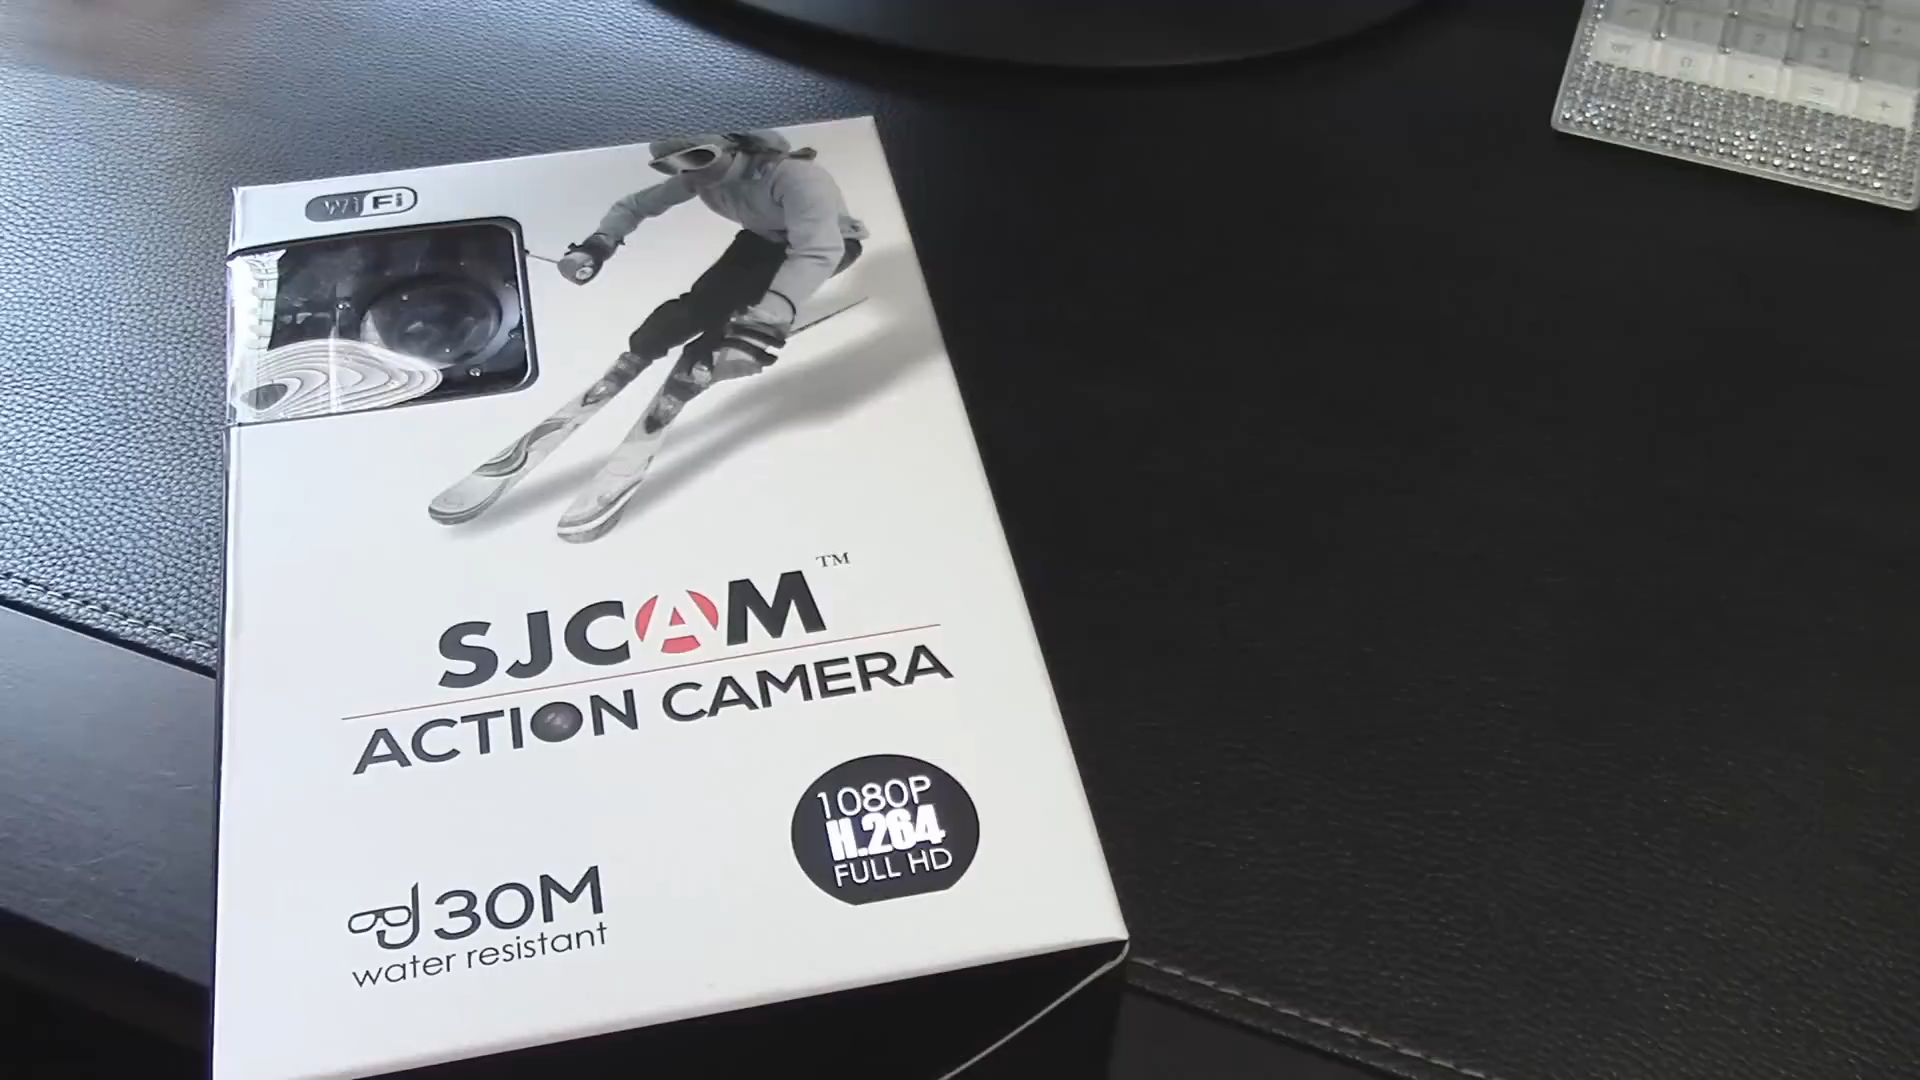 WiFi
SJCAM™
ACTION CAMERA
1080P
H.264
FULL HD
30M
water resistant